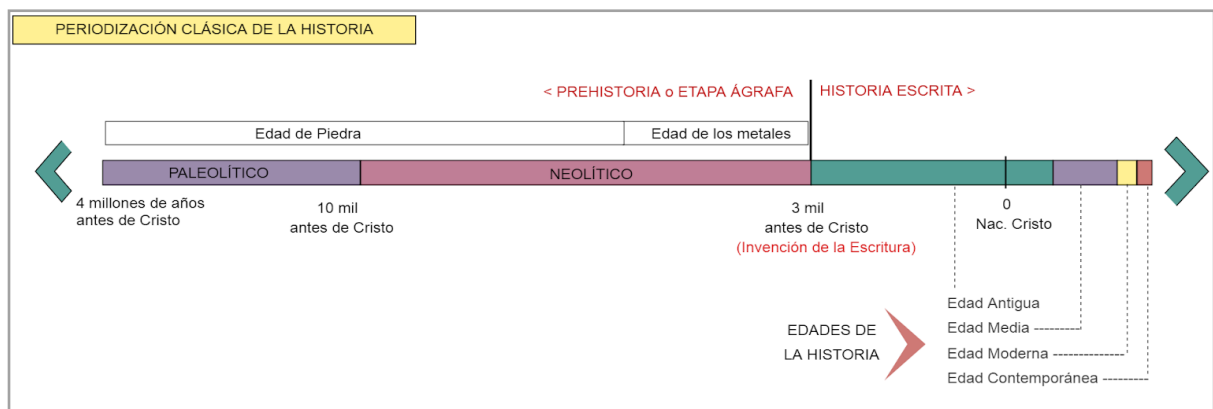 PERIODIZACIÓN CLÁSICA DE LA HISTORIA
< PREHISTORIA o ETAPA ÁGRAFA
HISTORIA ESCRITA >
Edad de Piedra
Edad de los metales
PALEOLÍTICO
NEOLÍTICO
4 millones de años
antes de Cristo
10 mil
antes de Cristo
3 mil
antes de Cristo
(Invención de la Escritura)
0
Nac. Cristo
EDADES DE
LA HISTORIA
Edad Antigua
Edad Media
Edad Moderna
Edad Contemporánea